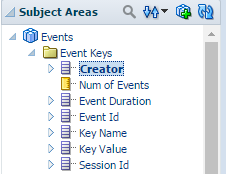 Subject Areas
Events
Event Keys
Creator
Num of Events
Event Duration
Event Id
Key Name
Key Value
Session Id